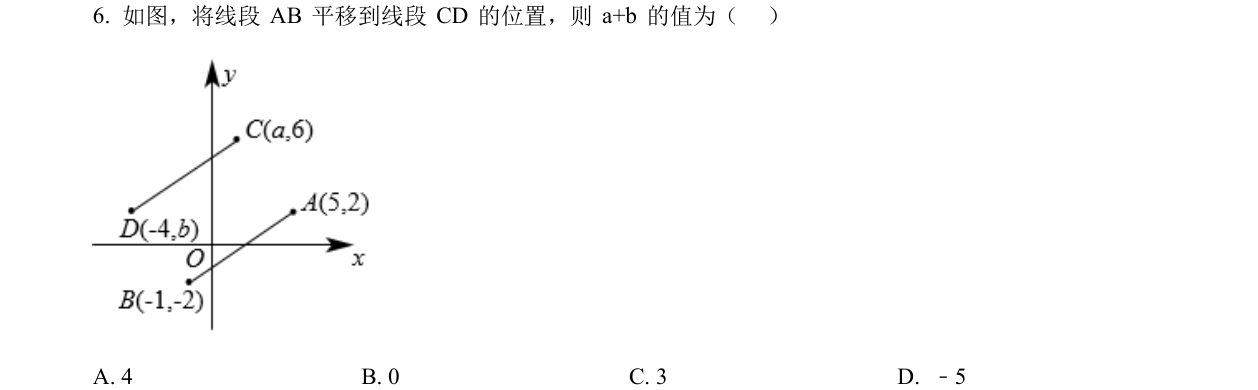 6. 如图，将线段 AB 平移到线段 CD 的位置，则 a+b 的值为（    ）
y
C(a,6)
A(5,2)
D(-4,b)
O
x
B(-1,-2)
A. 4 B. 0 C. 3 D. ﹣5